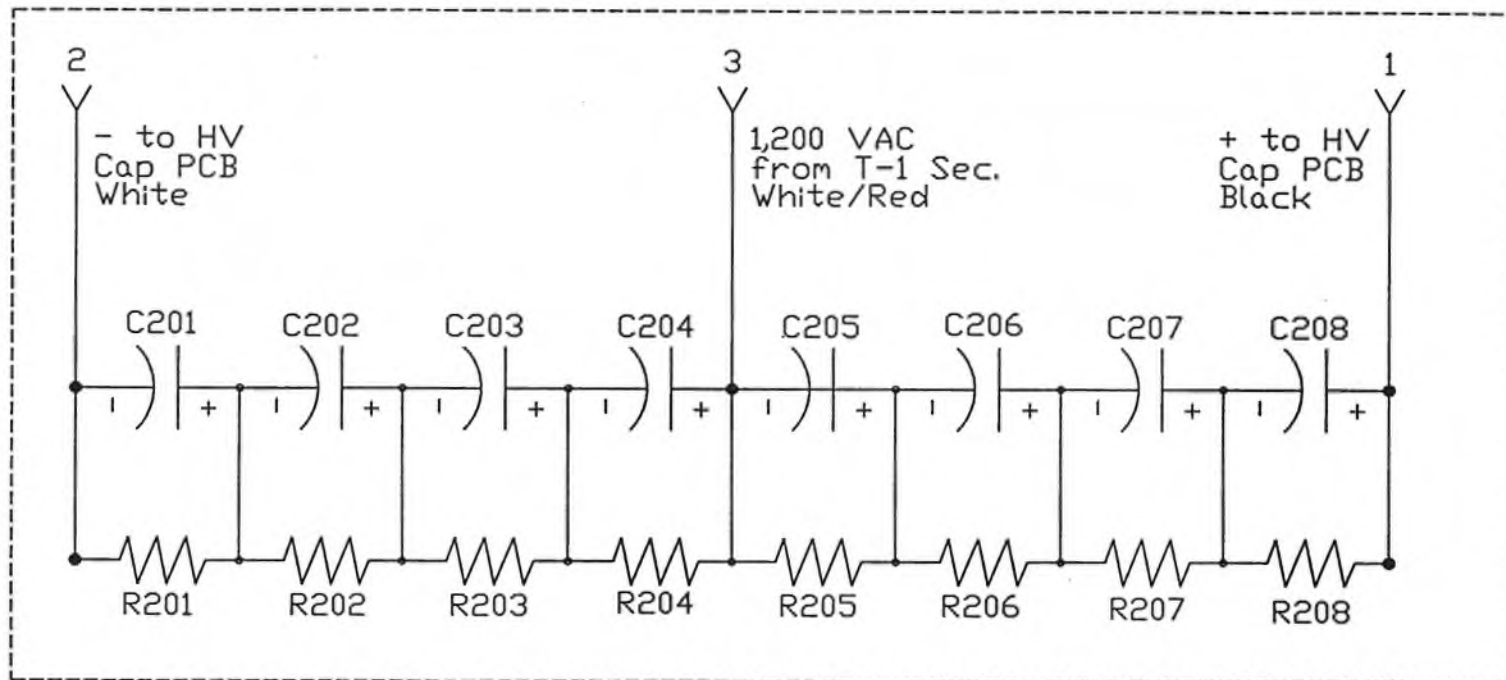 2
3
1
- to HV
Cap PCB
White
1,200 VAC
from T-1 Sec.
White/Red
+ to HV
Cap PCB
Black
C201
C202
C203
C204
C205
C206
C207
C208
- +
- +
- +
- +
- +
- +
- +
- +
R201
R202
R203
R204
R205
R206
R207
R208